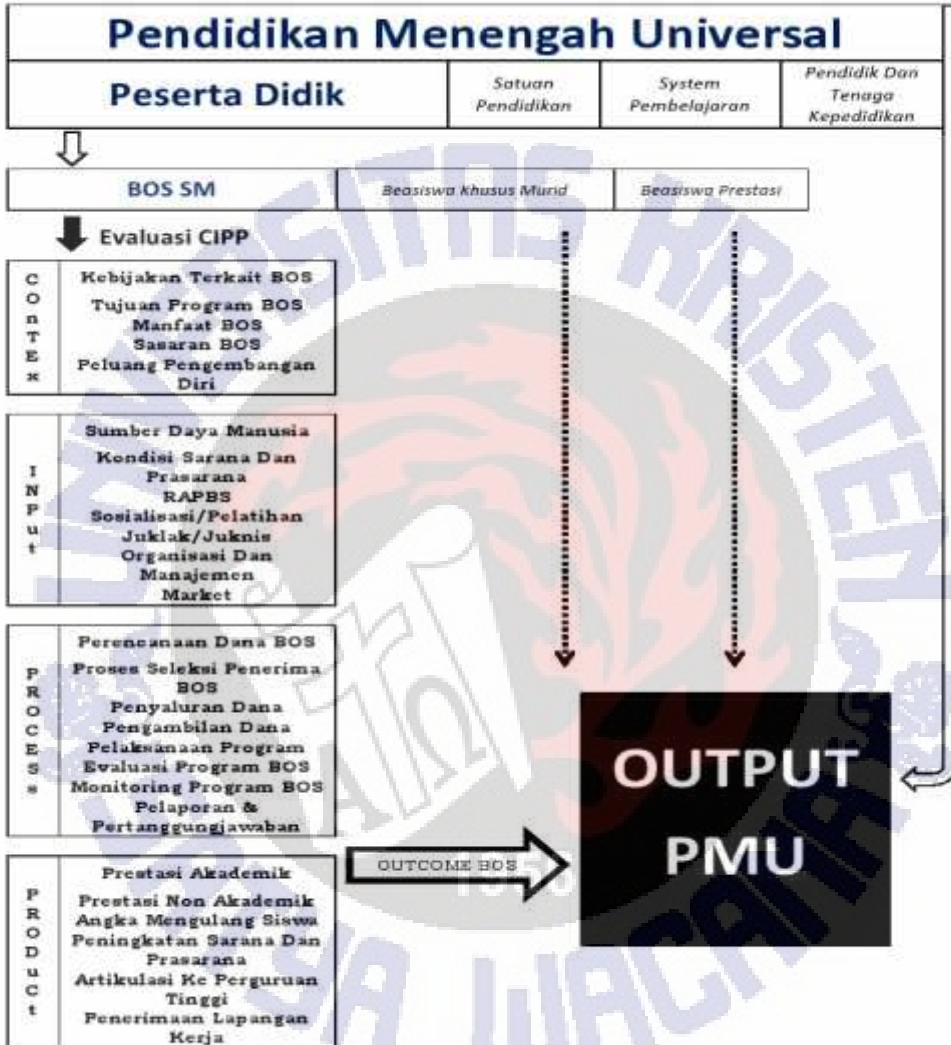 Pendidikan Menengah Universal
Peserta Didik
Satuan
Pendidikan
System
Pembelajaran
Pendidik Dan
Tenaga
Kepedidikan
BOS SM
Beasiswa Khusus Murid
Beasiswa Prestasi
Evaluasi CIPP
COnTEx
Kebijakan Terkait BOS
Tujuan Program BOS
Manfaat BOS
Sasaran BOS
Peluang Pengembangan
Diri
INPut
Sumber Daya Manusia
Kondisi Sarana Dan
Prasarana
RAPBS
Sosialisasi/Pelatihan
Juklak/Juknis
Organisasi Dan
Manajemen
Market
PROCEss
Perencanaan Dana BOS
Proses Seleksi Penerima
BOS
Penyaluran Dana
Pengambilan Dana
Pelaksanaan Program
Evaluasi Program BOS
Monitoring Program BOS
Pelaporan &
Pertanggungjawaban
PRODuCt
Prestasi Akademik
Prestasi Non Akademik
Angka Mengulang Siswa
Peningkatan Sarana Dan
Prasarana
Artikulasi Ke Perguruan
Tinggi
Penerimaan Lapangan
Kerja
OUTCOME BOS
OUTPUT
PMU
UNIVERSITAS KRISTEN
SATYA WACANA
1956